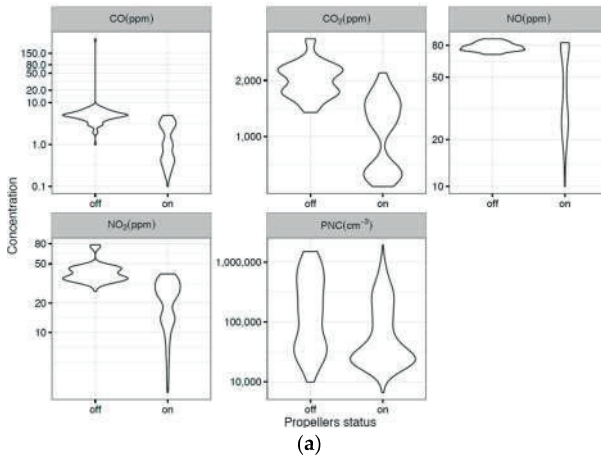 CO(ppm)
CO₂(ppm)
NO(ppm)
150.0
80.0
50.0
20.0
10.0
1.0
0.1
2,000
1,000
80
50
20
10
off
on
off
on
off
on
Concentration
NO₂(ppm)
PNC(cm⁻³)
80
50
20
10
1,000,000
100,000
10,000
off
on
off
on
Propellers status
(a)